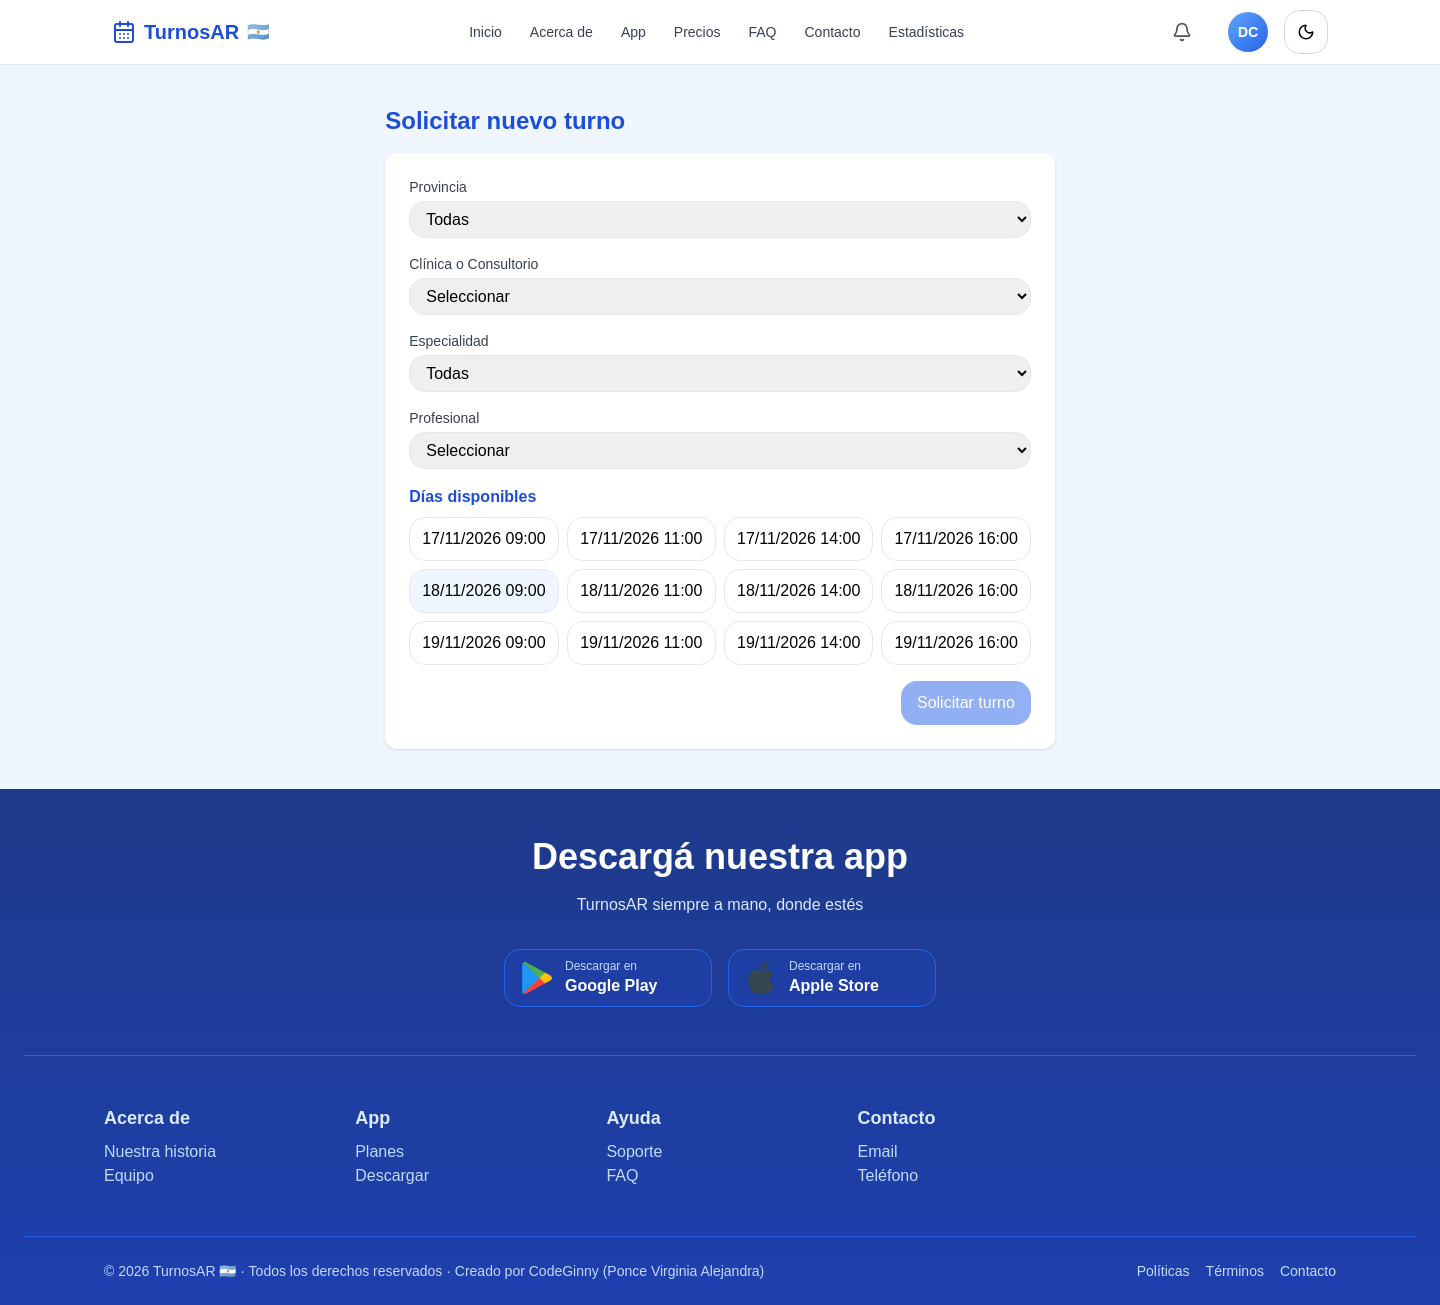 TurnosAR 🇦🇷
Inicio Acerca de App Precios FAQ Contacto Estadísticas
DC
Solicitar nuevo turno
Provincia
Todas
Clínica o Consultorio
Seleccionar
Especialidad
Todas
Profesional
Seleccionar
Días disponibles
17/11/2026 09:00 17/11/2026 11:00 17/11/2026 14:00 17/11/2026 16:00
18/11/2026 09:00 18/11/2026 11:00 18/11/2026 14:00 18/11/2026 16:00
19/11/2026 09:00 19/11/2026 11:00 19/11/2026 14:00 19/11/2026 16:00
Solicitar turno
Descargá nuestra app
TurnosAR siempre a mano, donde estés
Descargar en
Google Play
Descargar en
Apple Store
Acerca de
Nuestra historia
Equipo
App
Planes
Descargar
Ayuda
Soporte
FAQ
Contacto
Email
Teléfono
© 2026 TurnosAR 🇦🇷 · Todos los derechos reservados · Creado por CodeGinny (Ponce Virginia Alejandra)
Políticas Términos Contacto